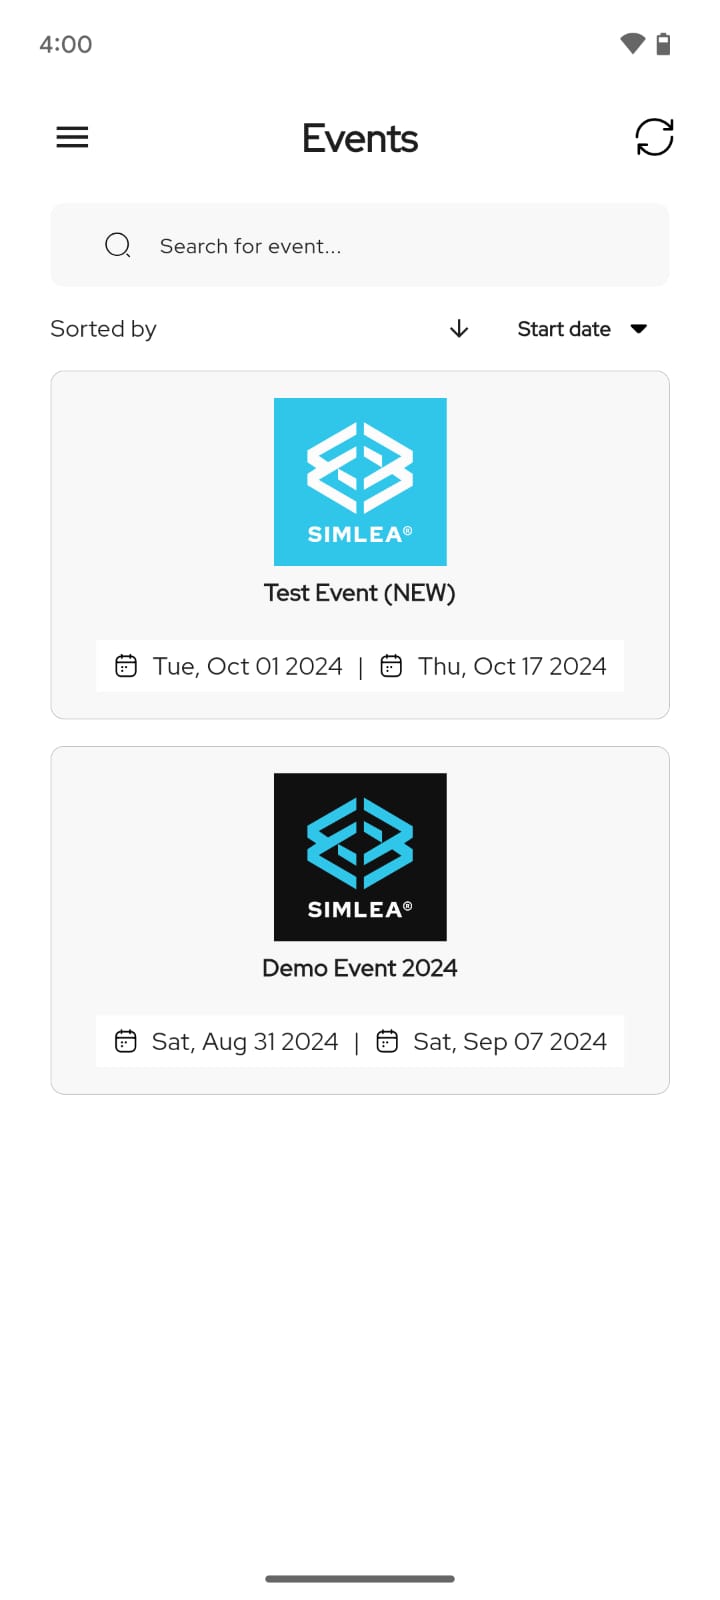 4:00
Events
Search for event...
Sorted by Start date
SIMLEA®
Test Event (NEW)
Tue, Oct 01 2024 | Thu, Oct 17 2024
SIMLEA®
Demo Event 2024
Sat, Aug 31 2024 | Sat, Sep 07 2024